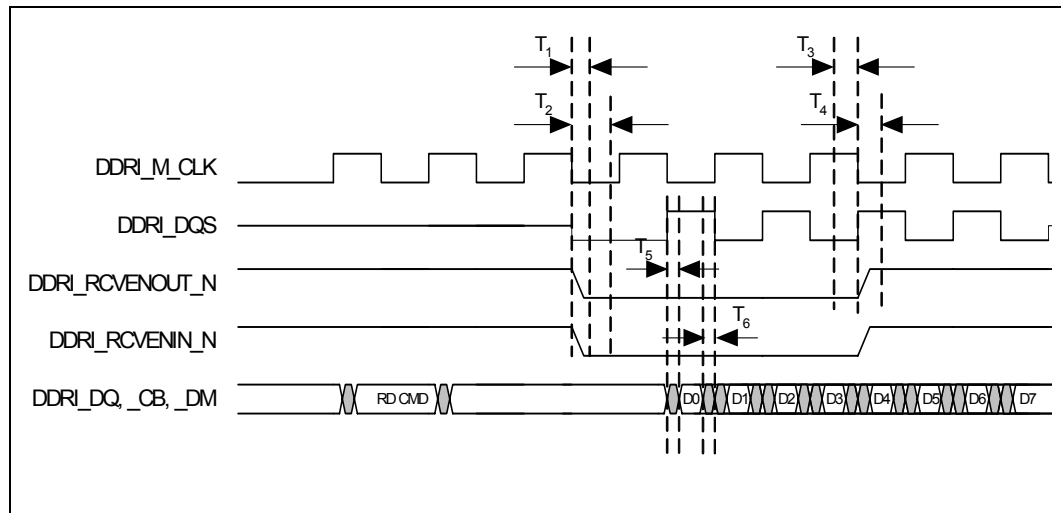 T1
T3
T2
T4
DDRI_M_CLK
DDRI_DQS
T5
DDRI_RCVENOUT_N
T6
DDRI_RCVENIN_N
DDRI_DQ, _CB, _DM
RD CMD
D0
D1
D2
D3
D4
D5
D6
D7